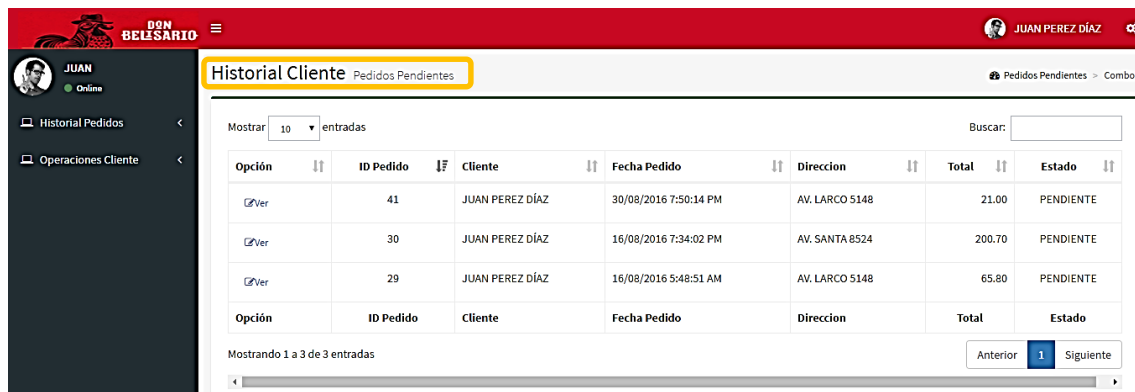 DON
BELISARIO
JUAN PEREZ DÍAZ
JUAN
Online
Historial Cliente Pedidos Pendientes
Pedidos Pendientes > Combo
Historial Pedidos <
Operaciones Cliente <
Mostrar 10 entradas Buscar:
Opción ID Pedido Cliente Fecha Pedido Direccion Total Estado
Ver 41 JUAN PEREZ DÍAZ 30/08/2016 7:50:14 PM AV. LARCO 5148 21.00 PENDIENTE
Ver 30 JUAN PEREZ DÍAZ 16/08/2016 7:34:02 PM AV. SANTA 8524 200.70 PENDIENTE
Ver 29 JUAN PEREZ DÍAZ 16/08/2016 5:48:51 AM AV. LARCO 5148 65.80 PENDIENTE
Opción ID Pedido Cliente Fecha Pedido Direccion Total Estado
Mostrando 1 a 3 de 3 entradas Anterior 1 Siguiente